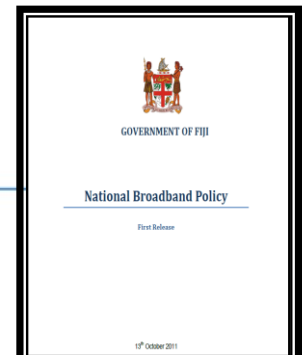 GOVERNMENT OF FIJI
National Broadband Policy
First Release
13th October 2011